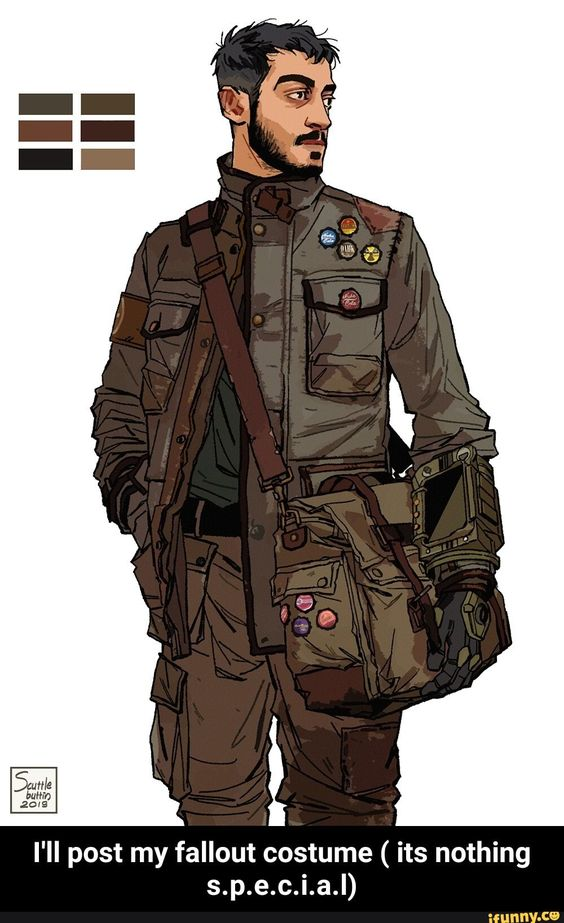 Scuttle
buttin
2018
I'll post my fallout costume ( its nothing
s.p.e.c.i.a.l)
ifunny.co